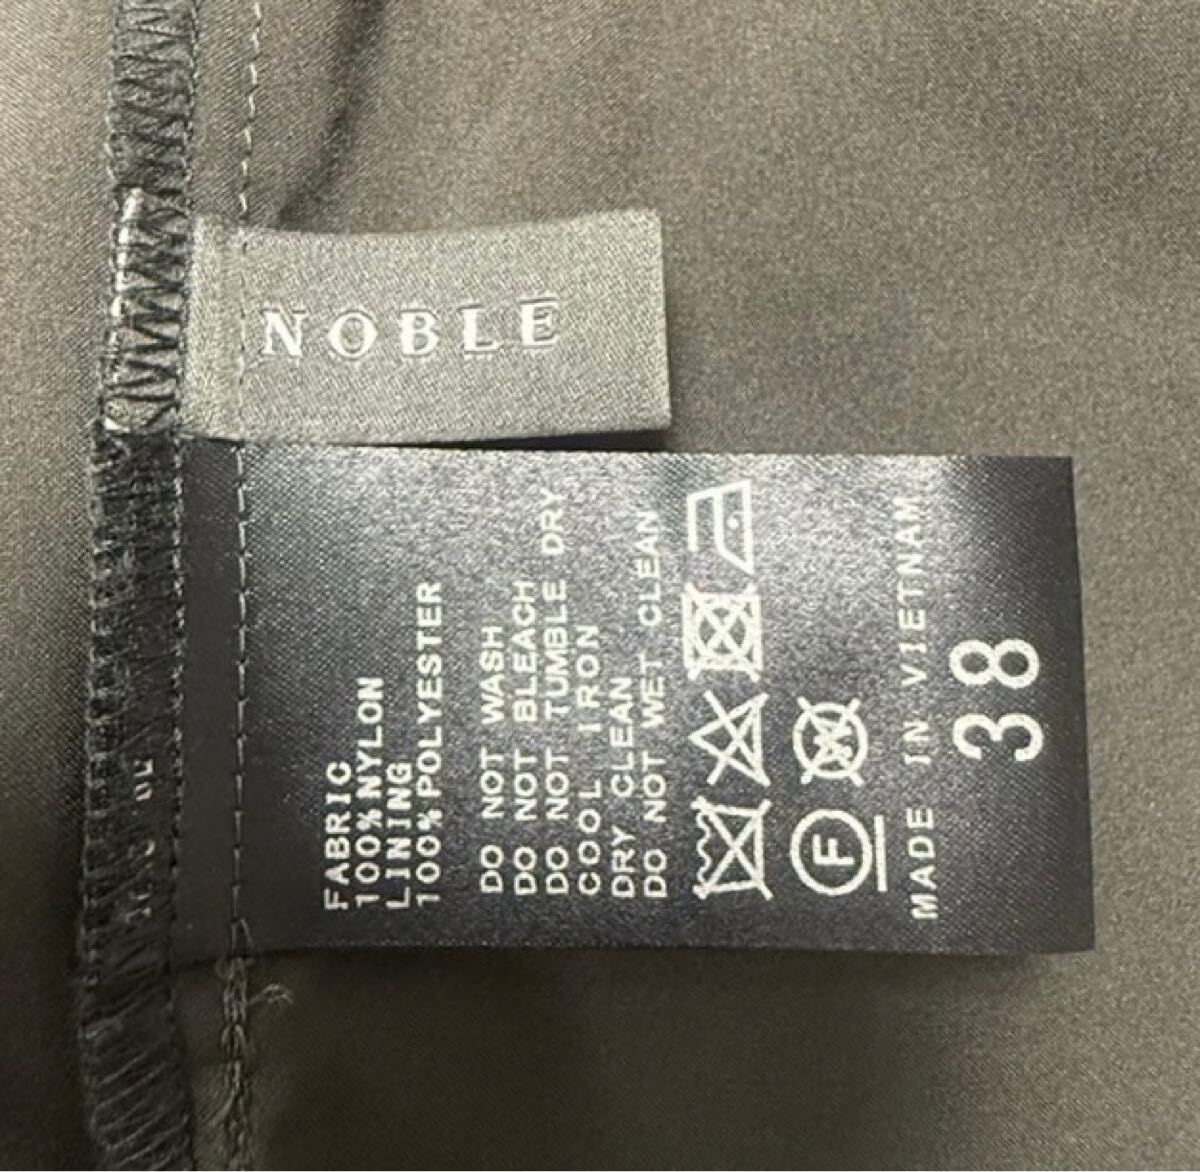 NOBLE
FABRIC
100% NYLON
LINING
100% POLYESTER
DO NOT WASH
DO NOT BLEACH
DO NOT TUMBLE DRY
COOL IRON
DRY CLEAN
DO NOT WET CLEAN
F W
MADE IN VIETNAM
38